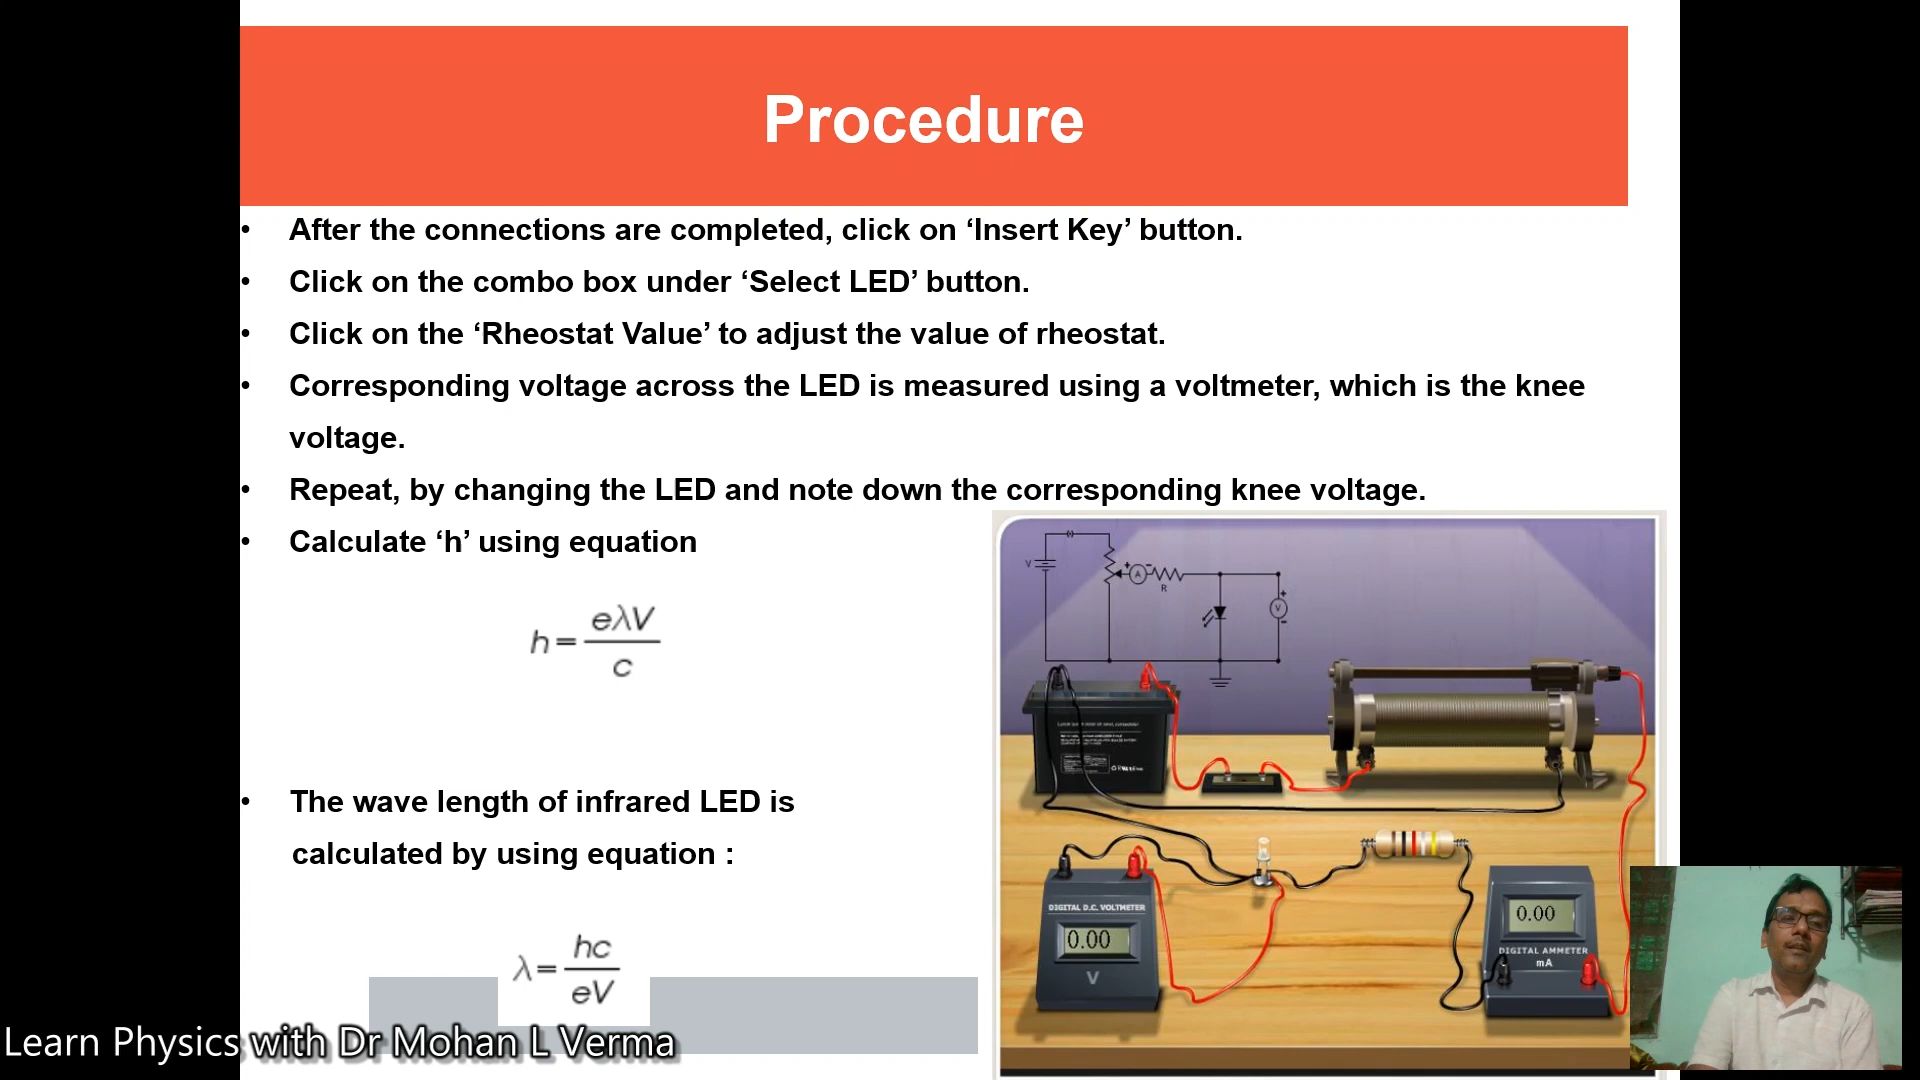 Procedure
• After the connections are completed, click on ‘Insert Key’ button.
• Click on the combo box under ‘Select LED’ button.
• Click on the ‘Rheostat Value’ to adjust the value of rheostat.
• Corresponding voltage across the LED is measured using a voltmeter, which is the knee
voltage.
• Repeat, by changing the LED and note down the corresponding knee voltage.
• Calculate ‘h’ using equation
h = eλV / c
• The wave length of infrared LED is
calculated by using equation :
λ = hc / eV
V
+ A -
R
+
V
-
DIGITAL D.C. VOLTMETER
0.00
V
0.00
DIGITAL AMMETER
mA
Learn Physics with Dr Mohan L Verma